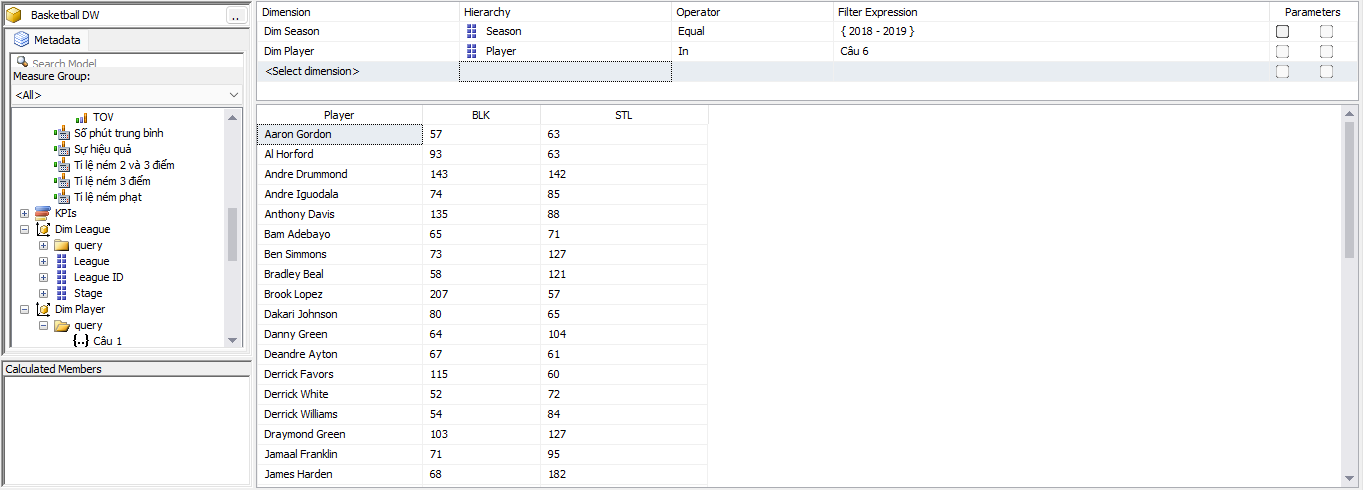 Basketball DW
..
Metadata
Search Model
Measure Group:
<All>
TOV
Số phút trung bình
Sự hiệu quả
Tỉ lệ ném 2 và 3 điểm
Tỉ lệ ném 3 điểm
Tỉ lệ ném phạt
KPIs
Dim League
query
League
League ID
Stage
Dim Player
query
{..} Câu 1
Calculated Members
Dimension Hierarchy Operator Filter Expression Parameters
Dim Season Season Equal { 2018 - 2019 }
Dim Player Player In Câu 6
<Select dimension>
Player BLK STL
Aaron Gordon 57 63
Al Horford 93 63
Andre Drummond 143 142
Andre Iguodala 74 85
Anthony Davis 135 88
Bam Adebayo 65 71
Ben Simmons 73 127
Bradley Beal 58 121
Brook Lopez 207 57
Dakari Johnson 80 65
Danny Green 64 104
Deandre Ayton 67 61
Derrick Favors 115 60
Derrick White 52 72
Derrick Williams 54 84
Draymond Green 103 127
Jamaal Franklin 71 95
James Harden 68 182